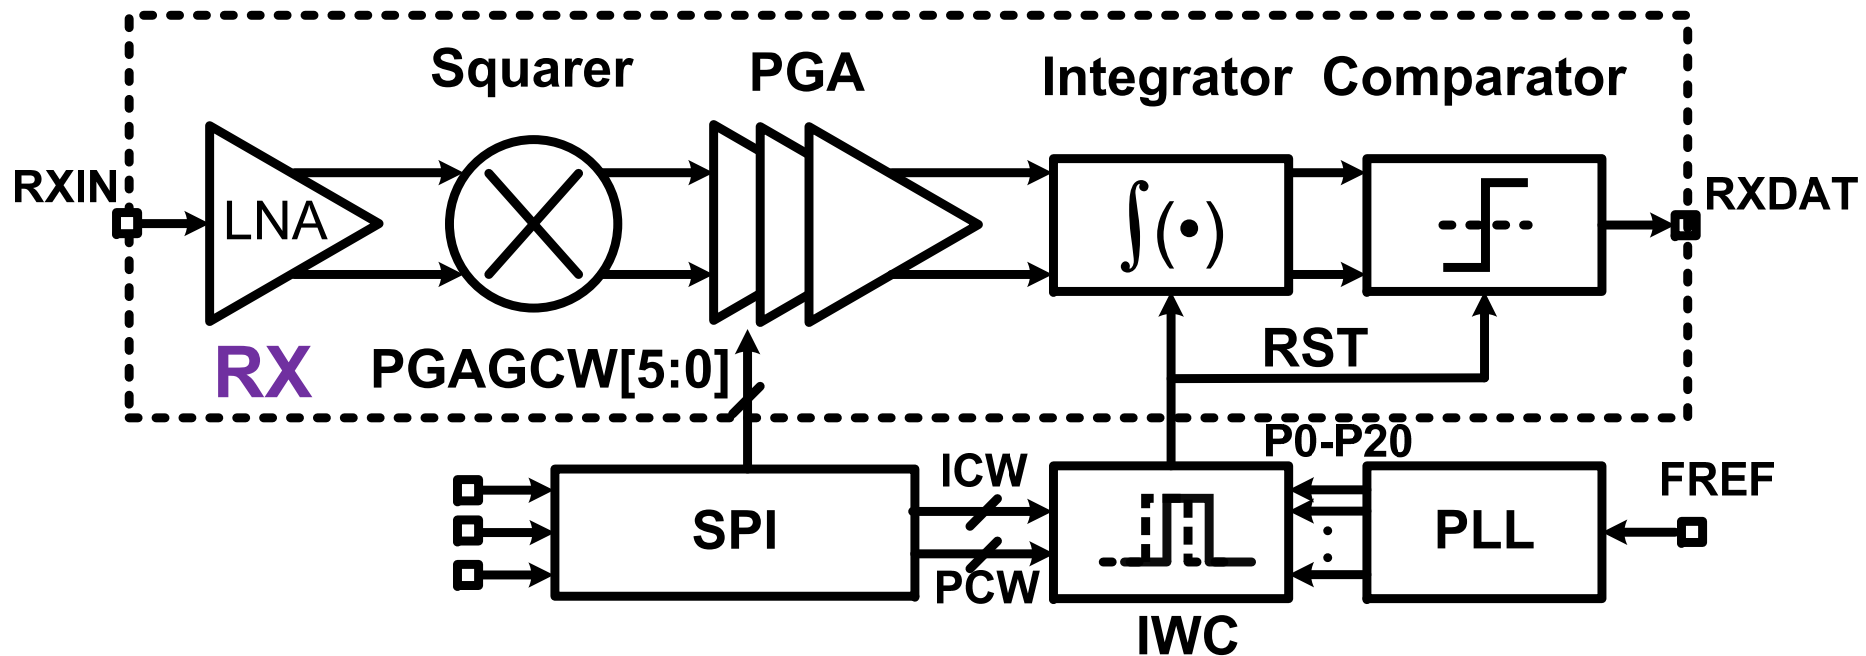 Squarer
PGA
Integrator
Comparator
RXIN
LNA
∫(•)
RXDAT
RX
PGAGCW[5:0]
RST
P0-P20
ICW
FREF
SPI
PLL
PCW
IWC